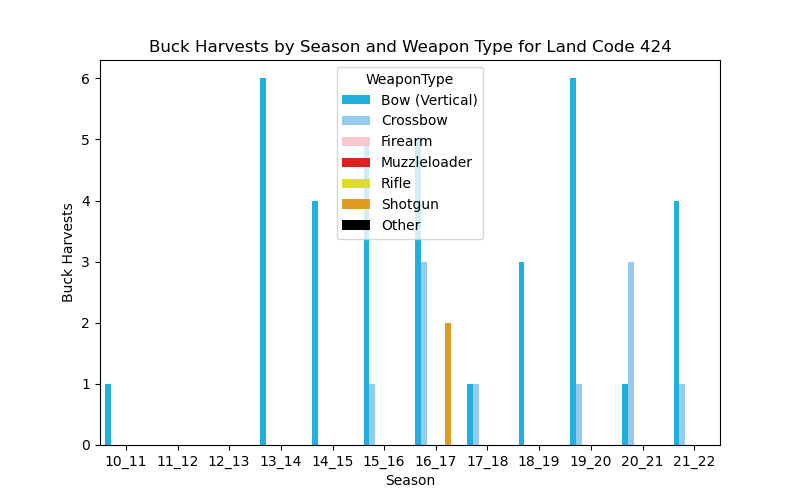 Buck Harvests by Season and Weapon Type for Land Code 424
WeaponType
Bow (Vertical)
Crossbow
Firearm
Muzzleloader
Rifle
Shotgun
Other
Buck Harvests
6
5
4
3
2
1
0
10_11 11_12 12_13 13_14 14_15 15_16 16_17 17_18 18_19 19_20 20_21 21_22
Season